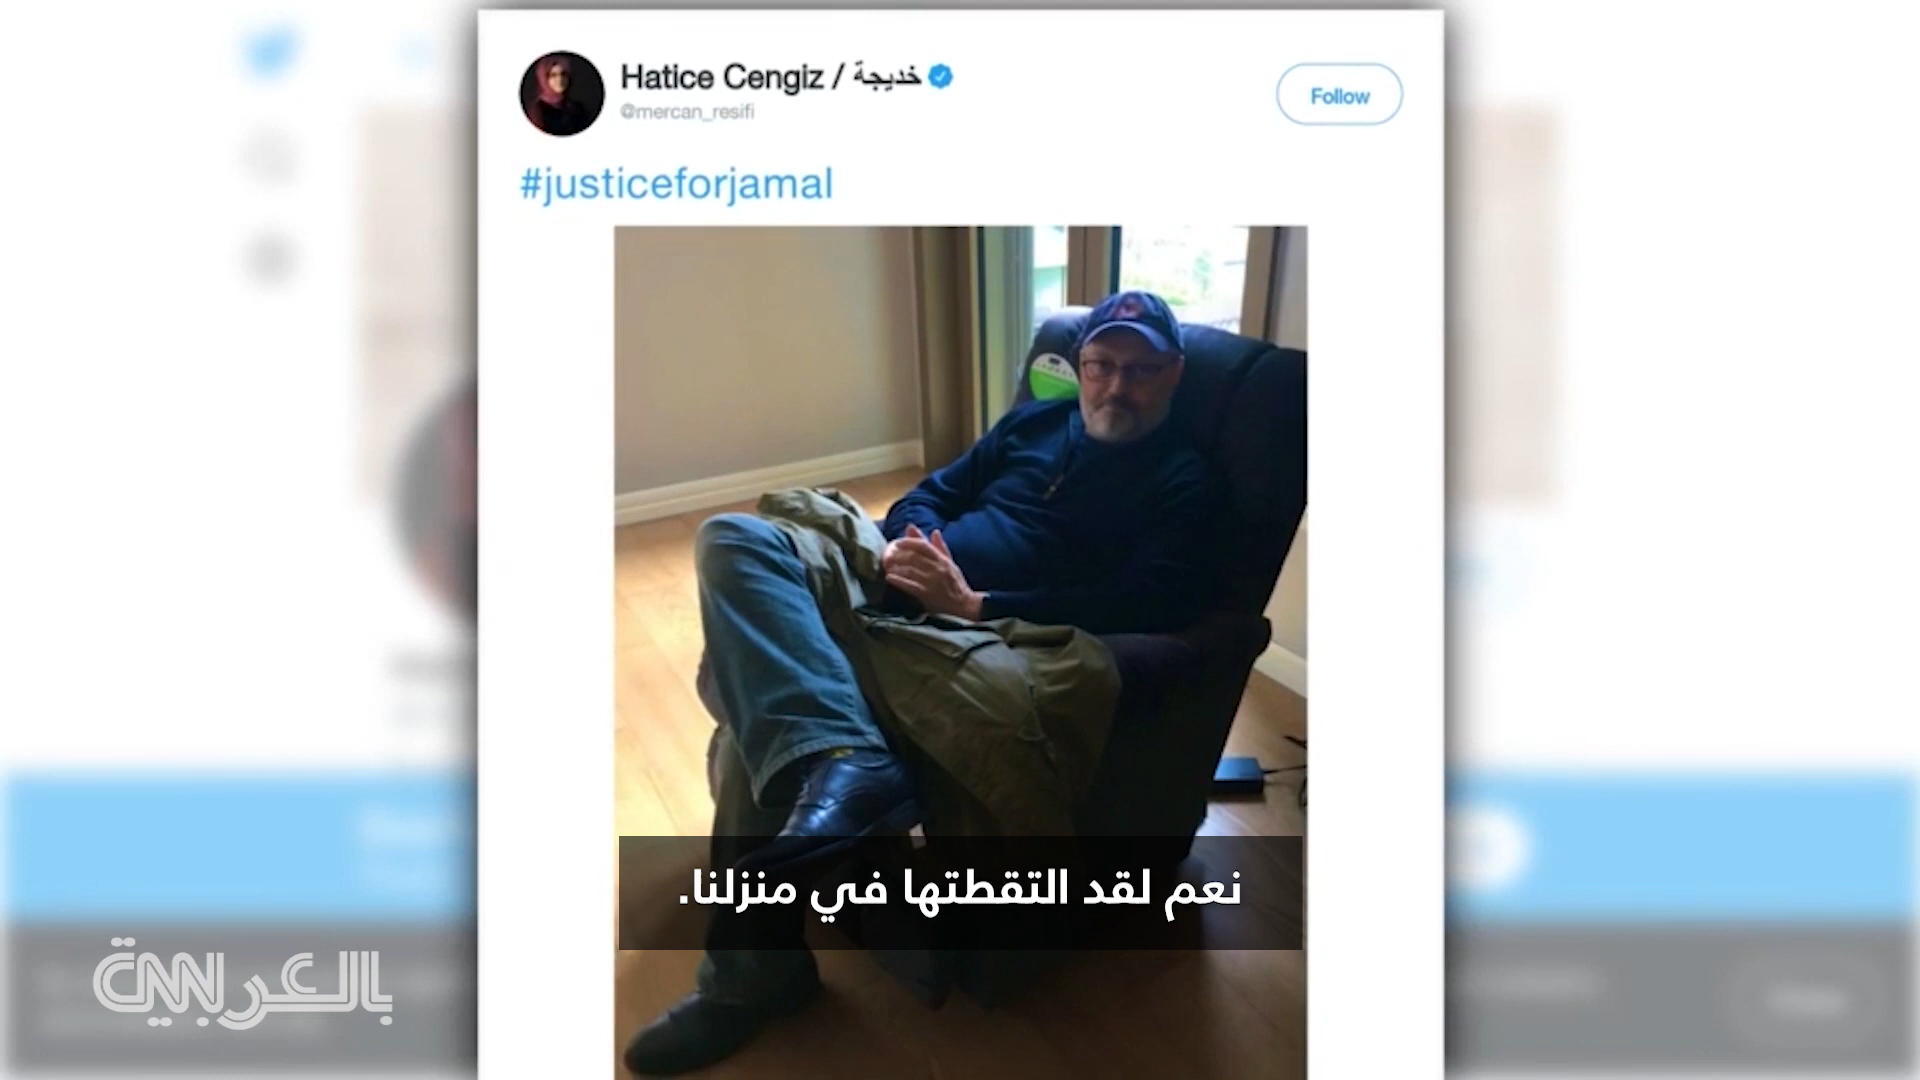 Hatice Cengiz / خديجة
@mercan_resifi
Follow
#justiceforjamal
نعم لقد التقطتها في منزلنا.
CNN بالعربية